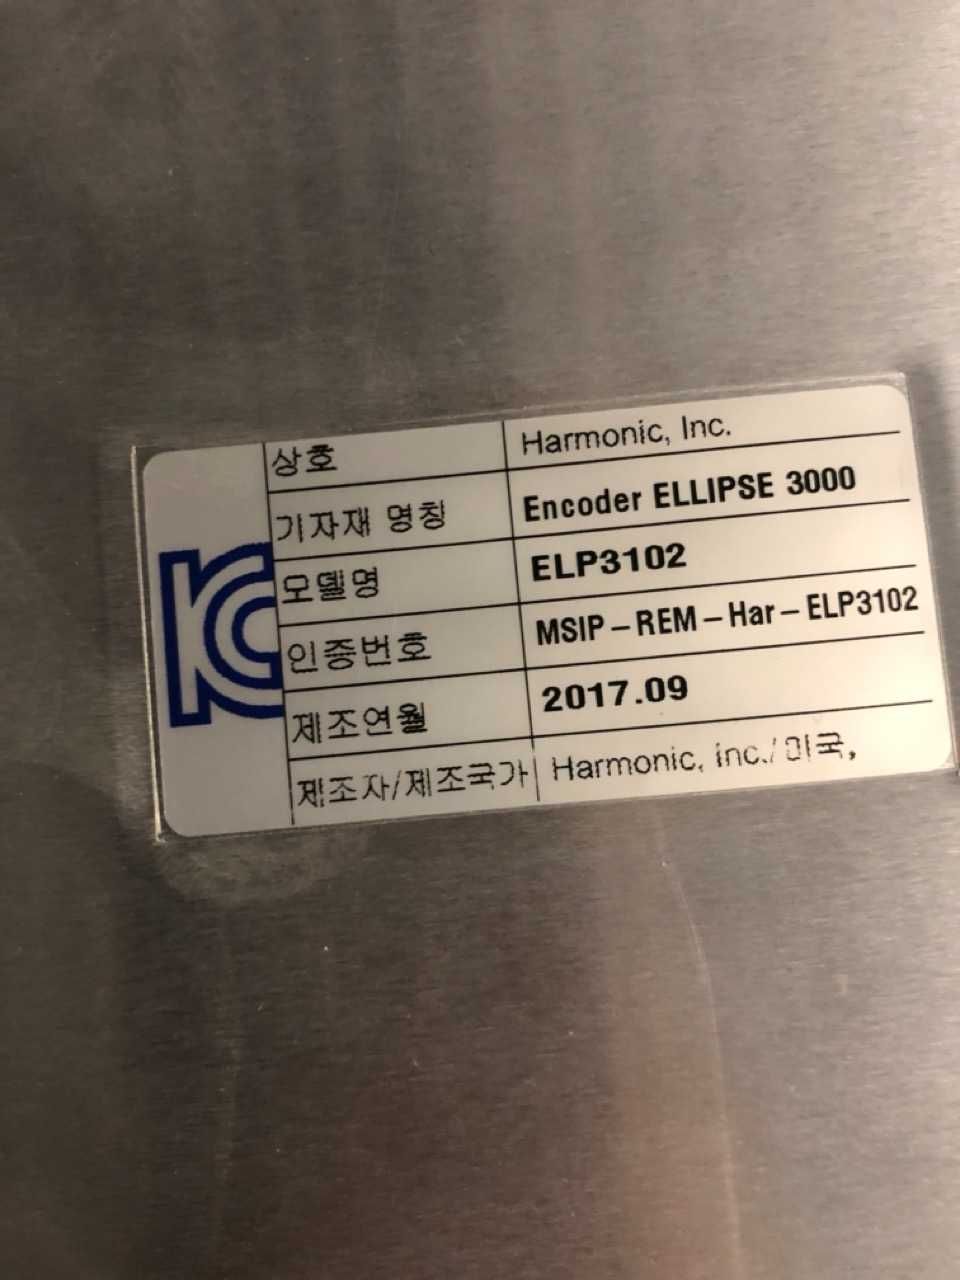 상호 Harmonic, Inc.
기자재 명칭 Encoder ELLIPSE 3000
모델명 ELP3102
인증번호 MSIP-REM-Har-ELP3102
제조연월 2017.09
제조자/제조국가 Harmonic, inc./미국,